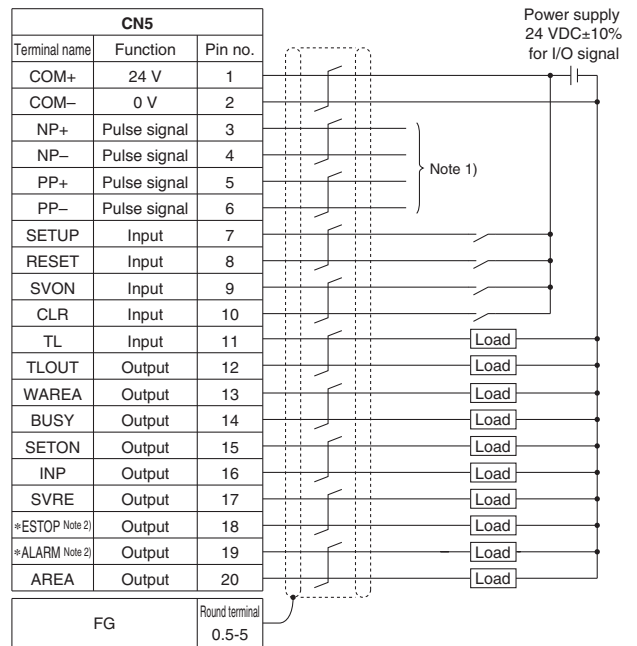 Power supply
24 VDC±10%
for I/O signal
CN5
Terminal name Function Pin no.
COM+ 24 V 1
COM– 0 V 2
NP+ Pulse signal 3
NP– Pulse signal 4
PP+ Pulse signal 5
PP– Pulse signal 6
Note 1)
SETUP Input 7
RESET Input 8
SVON Input 9
CLR Input 10
TL Input 11 Load
TLOUT Output 12 Load
WAREA Output 13 Load
BUSY Output 14 Load
SETON Output 15 Load
INP Output 16 Load
SVRE Output 17 Load
*ESTOP Note 2) Output 18 Load
*ALARM Note 2) Output 19 Load
AREA Output 20 Load
FG Round terminal
0.5-5